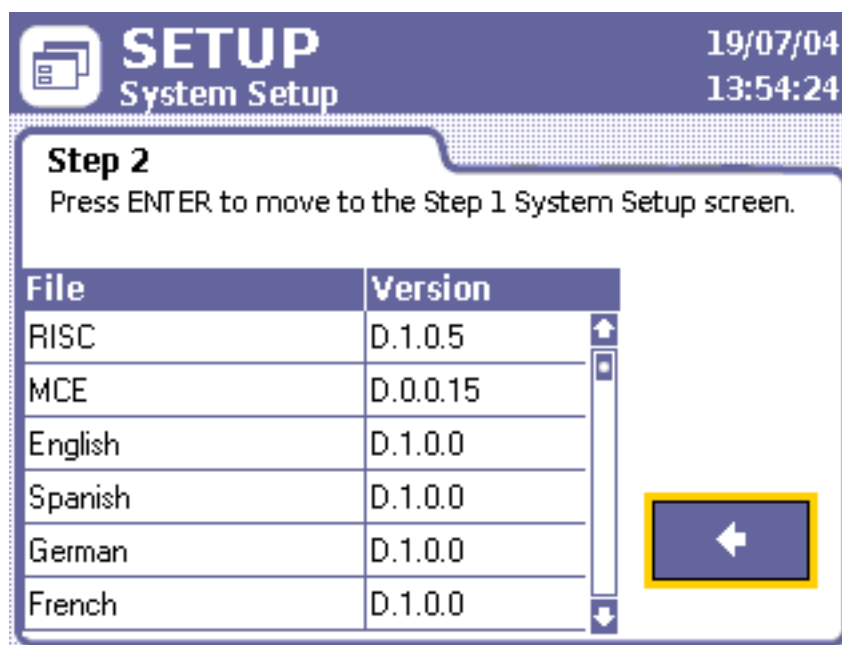 SETUP
System Setup
19/07/04
13:54:24
Step 2
Press ENTER to move to the Step 1 System Setup screen.
File Version
RISC D.1.0.5
MCE D.0.0.15
English D.1.0.0
Spanish D.1.0.0
German D.1.0.0
French D.1.0.0